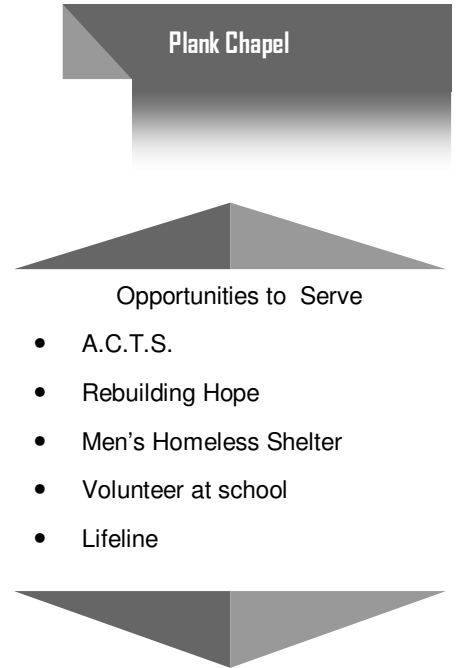 Plank Chapel
Opportunities to  Serve
• A.C.T.S.
• Rebuilding Hope
• Men’s Homeless Shelter
• Volunteer at school
• Lifeline